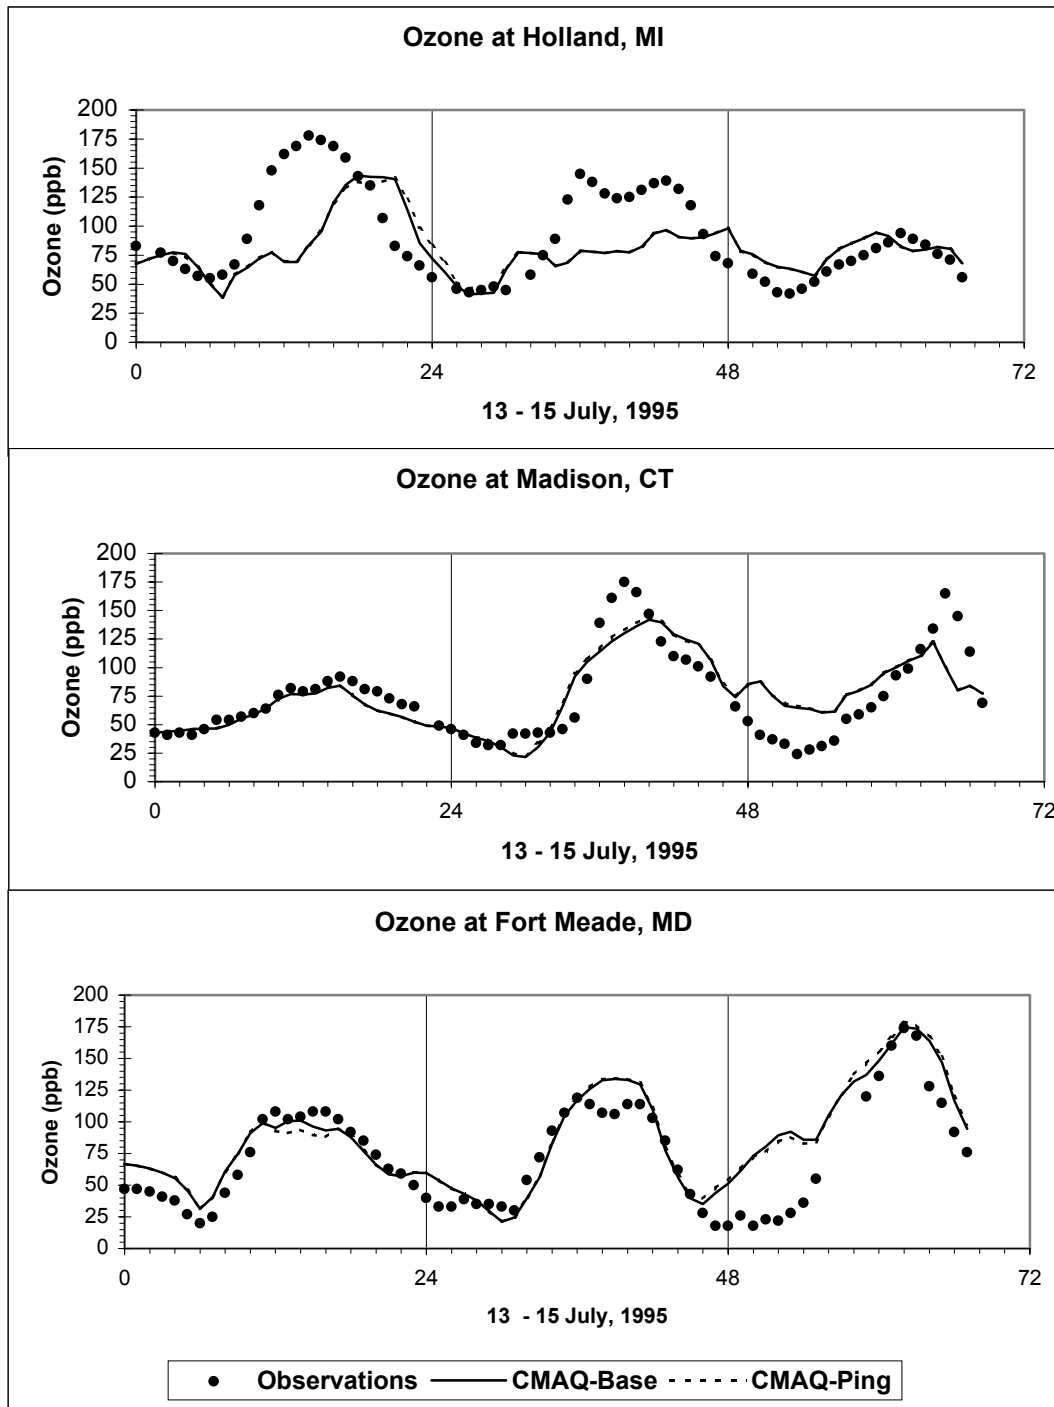 Ozone at Holland, MI
200
175
150
125
100
75
50
25
0
Ozone (ppb)
0 24 48 72
13 - 15 July, 1995
Ozone at Madison, CT
200
175
150
125
100
75
50
25
0
Ozone (ppb)
0 24 48 72
13 - 15 July, 1995
Ozone at Fort Meade, MD
200
175
150
125
100
75
50
25
0
Ozone (ppb)
0 24 48 72
13 - 15 July, 1995
Observations CMAQ-Base CMAQ-Ping